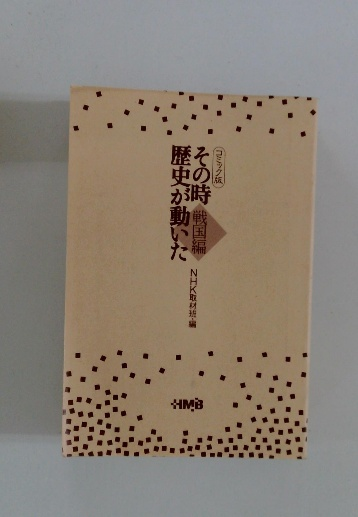 コミック版
その時
歴史が動いた
戦国編
NHK取材班・編
HMB